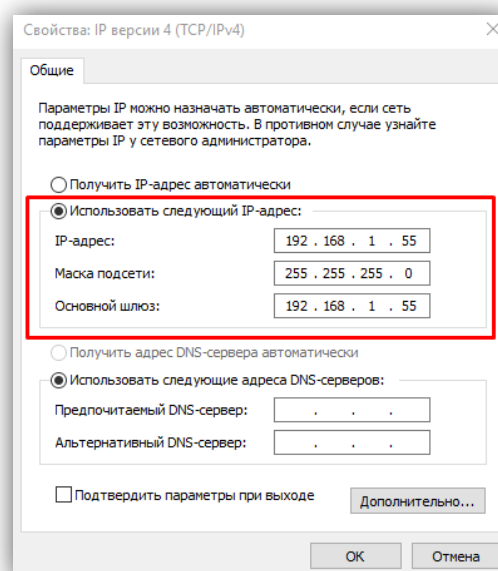 Свойства: IP версии 4 (TCP/IPv4)
Общие
Параметры IP можно назначать автоматически, если сеть
поддерживает эту возможность. В противном случае узнайте
параметры IP у сетевого администратора.
Получить IP-адрес автоматически
Использовать следующий IP-адрес:
IP-адрес: 192 . 168 . 1 . 55
Маска подсети: 255 . 255 . 255 . 0
Основной шлюз: 192 . 168 . 1 . 55
Получить адрес DNS-сервера автоматически
Использовать следующие адреса DNS-серверов:
Предпочитаемый DNS-сервер: . . .
Альтернативный DNS-сервер: . . .
Подтвердить параметры при выходе
Дополнительно...
ОК Отмена